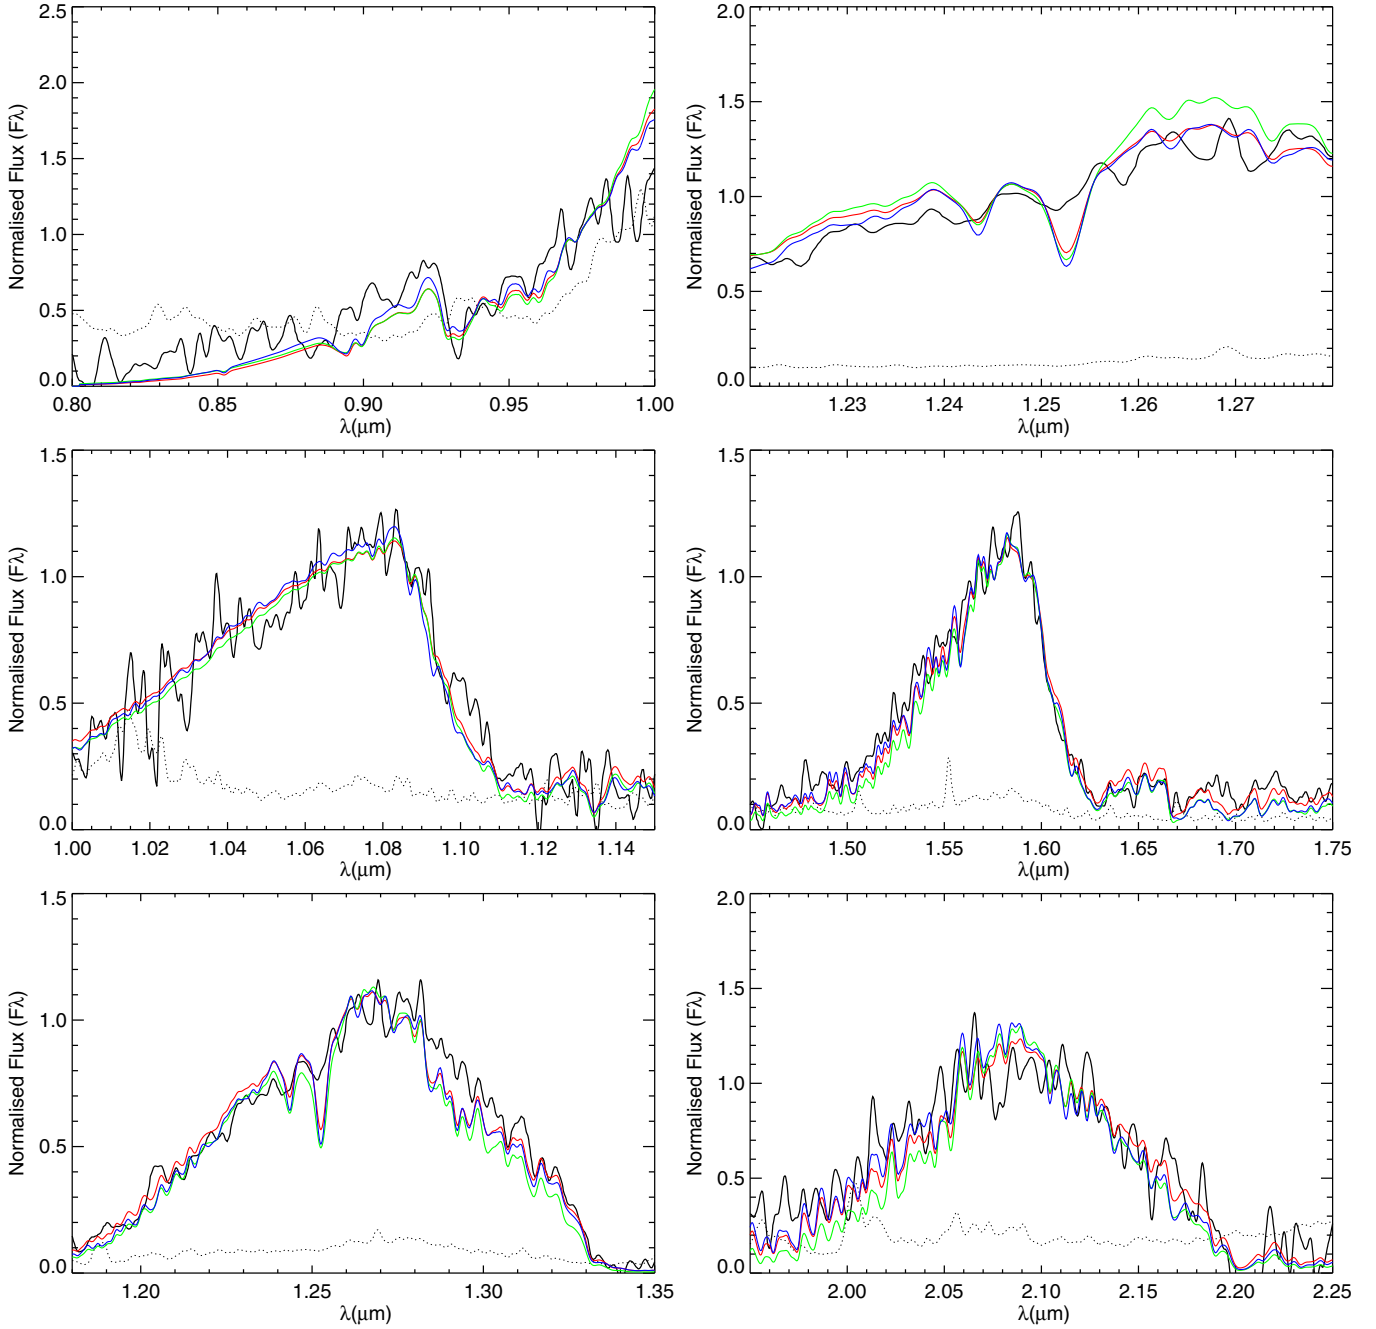 2.5
2.0
1.5
1.0
0.5
0.0
Normalised Flux (Fλ)
0.80 0.85 0.90 0.95 1.00
λ(μm)
2.0
1.5
1.0
0.5
0.0
Normalised Flux (Fλ)
1.23 1.24 1.25 1.26 1.27
λ(μm)
1.5
1.0
0.5
0.0
Normalised Flux (Fλ)
1.00 1.02 1.04 1.06 1.08 1.10 1.12 1.14
λ(μm)
1.5
1.0
0.5
0.0
Normalised Flux (Fλ)
1.50 1.55 1.60 1.65 1.70 1.75
λ(μm)
1.5
1.0
0.5
0.0
Normalised Flux (Fλ)
1.20 1.25 1.30 1.35
λ(μm)
2.0
1.5
1.0
0.5
0.0
Normalised Flux (Fλ)
2.00 2.05 2.10 2.15 2.20 2.25
λ(μm)